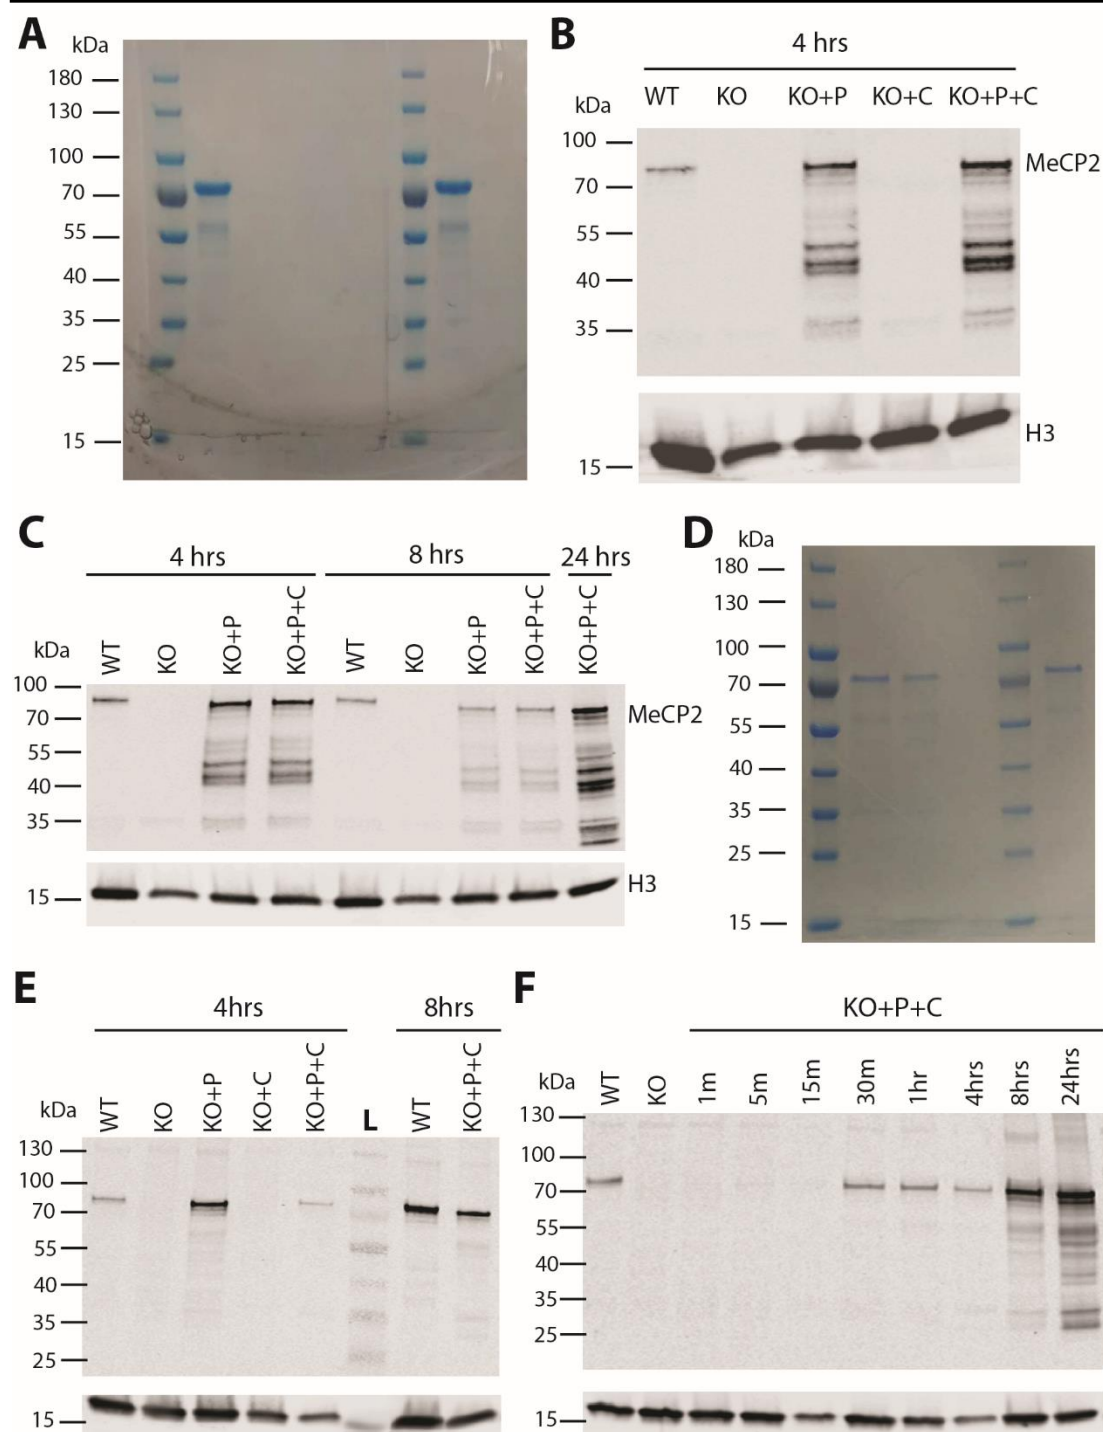 A
kDa
180
130
100
70
55
40
35
25
15
B
4 hrs
WT KO KO+P KO+C KO+P+C
kDa
100
70
55
40
35
MeCP2
15
H3
C
4 hrs 8 hrs 24 hrs
WT KO KO+P KO+P+C WT KO KO+P KO+P+C KO+P+C
kDa
100
70
55
40
35
MeCP2
15
H3
D
kDa
180
130
100
70
55
40
35
25
15
E
4hrs 8hrs
WT KO KO+P KO+C KO+P+C L WT KO+P+C
kDa
130
100
70
55
40
35
25
15
F
KO+P+C
WT KO 1m 5m 15m 30m 1hr 4hrs 8hrs 24hrs
kDa
130
100
70
55
40
35
25
15